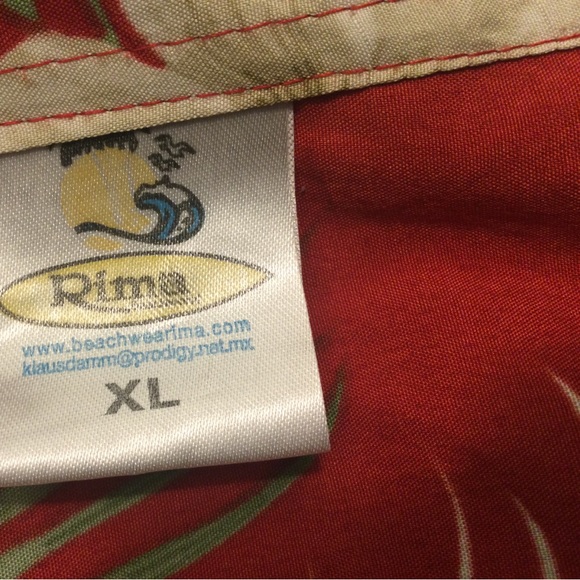 Rima
www.beachwearima.com
klausdamm@prodigy.net.mx
XL